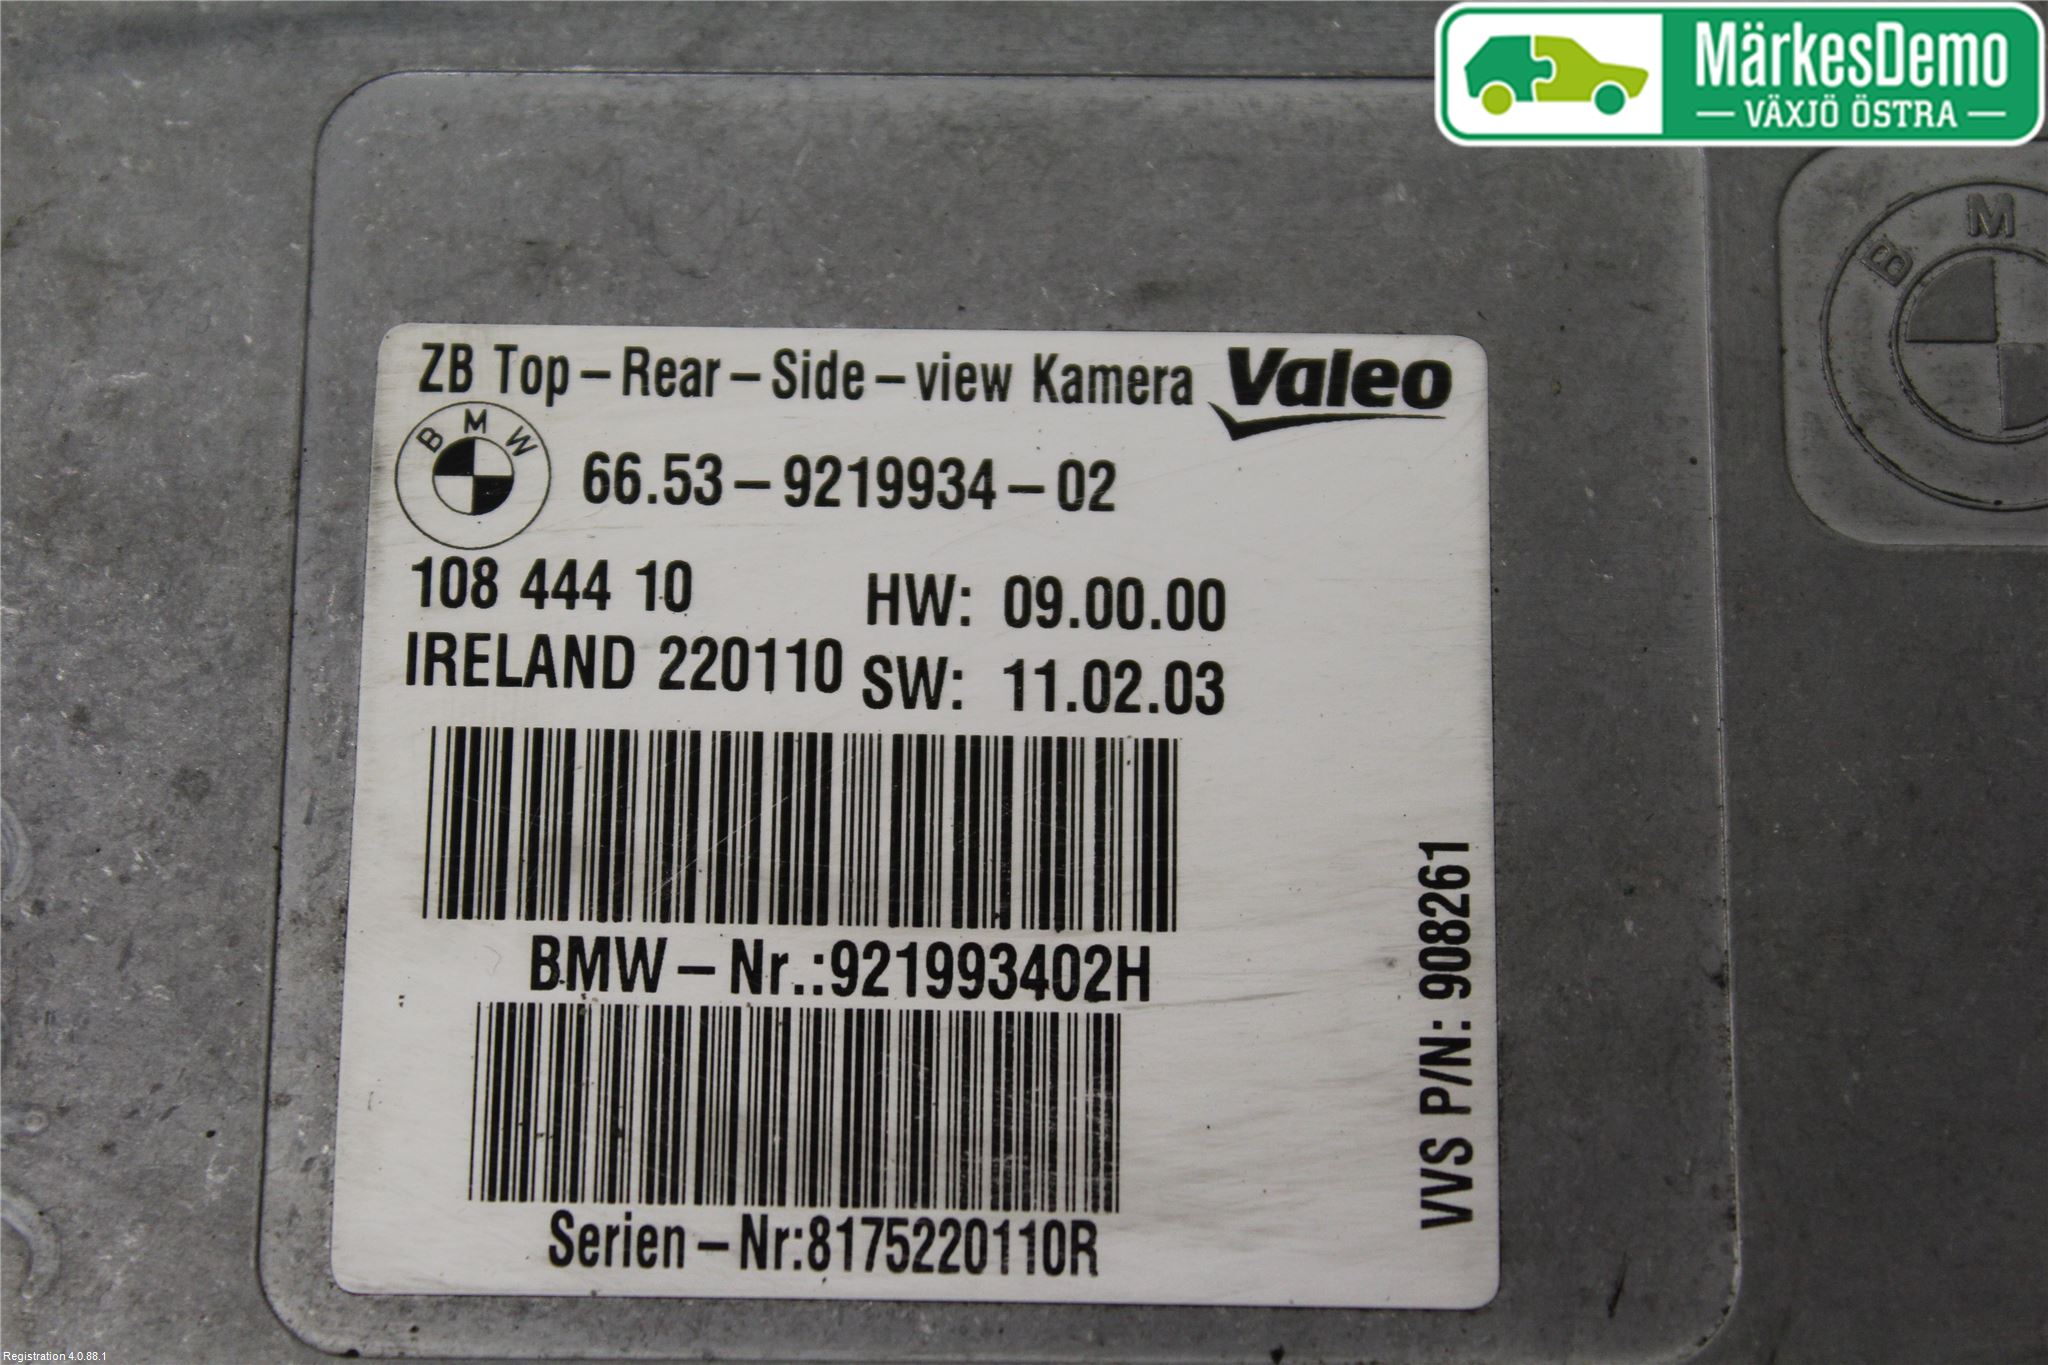 MärkesDemo
VÄXJÖ ÖSTRA
B M
ZB Top-Rear-Side-view Kamera Valeo
BMW
66.53-9219934-02
108 444 10 HW: 09.00.00
IRELAND 220110 SW: 11.02.03
BMW-Nr.:921993402H
Serien-Nr:8175220110R
VVS P/N: 908261
Registration 4.0.88.1